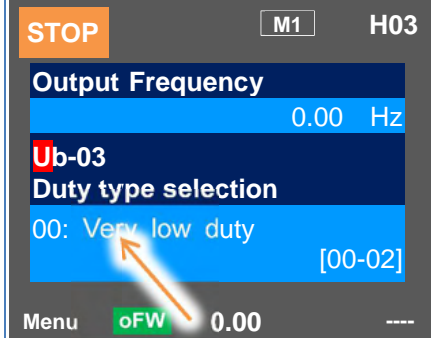 STOP M1 H03
Output Frequency
0.00 Hz
Ub-03
Duty type selection
00: Very low duty
[00-02]
Menu oFW 0.00 ----